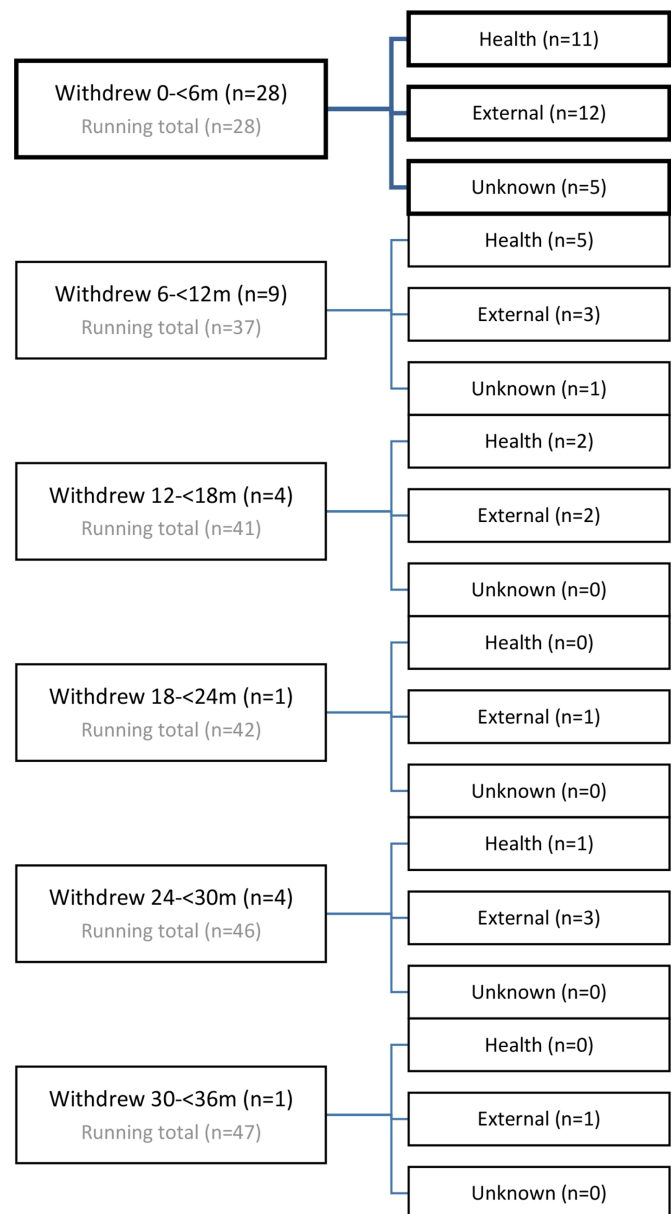 Withdrew 0-<6m (n=28)
Running total (n=28)
Health (n=11)
External (n=12)
Unknown (n=5)
Withdrew 6-<12m (n=9)
Running total (n=37)
Health (n=5)
External (n=3)
Unknown (n=1)
Withdrew 12-<18m (n=4)
Running total (n=41)
Health (n=2)
External (n=2)
Unknown (n=0)
Withdrew 18-<24m (n=1)
Running total (n=42)
Health (n=0)
External (n=1)
Unknown (n=0)
Withdrew 24-<30m (n=4)
Running total (n=46)
Health (n=1)
External (n=3)
Unknown (n=0)
Withdrew 30-<36m (n=1)
Running total (n=47)
Health (n=0)
External (n=1)
Unknown (n=0)